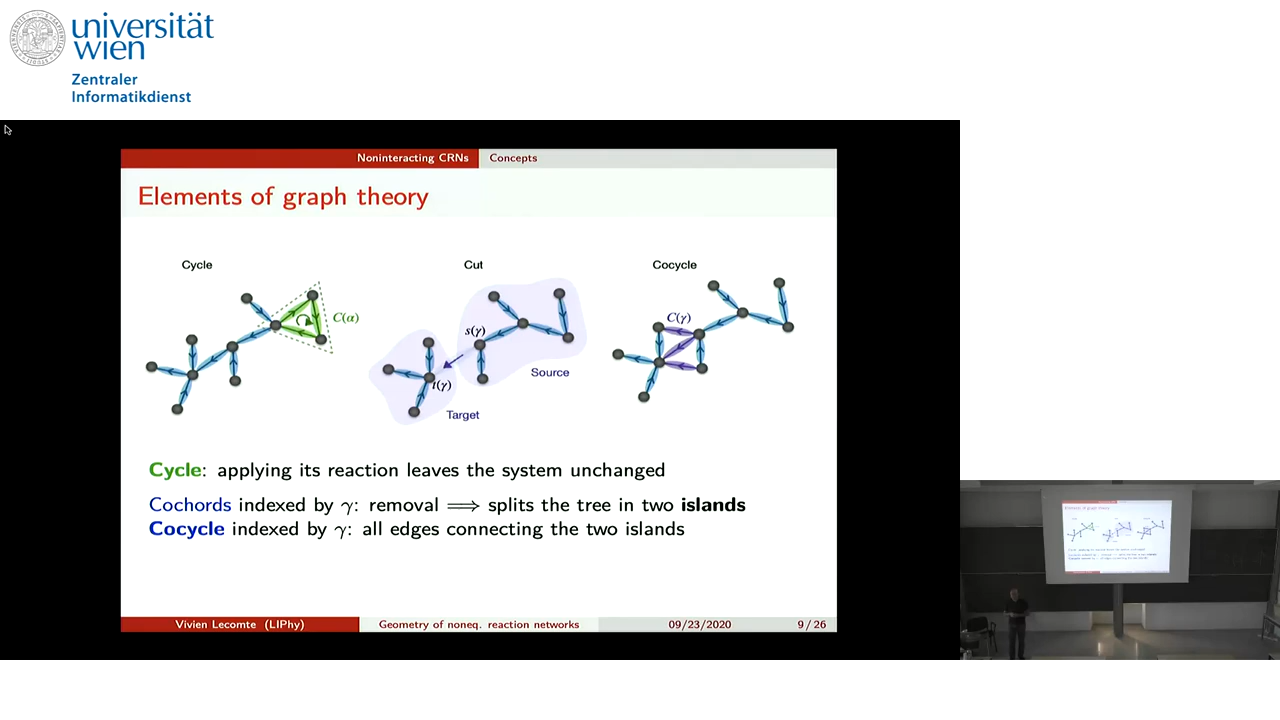 universität
wien
Zentraler
Informatikdienst
Noninteracting CRNs Concepts
Elements of graph theory
Cycle Cut Cocycle
C(α)
s(γ)
t(γ)
Source
Target
C(γ)
Cycle: applying its reaction leaves the system unchanged
Cochords indexed by γ: removal ⟹ splits the tree in two islands
Cocycle indexed by γ: all edges connecting the two islands
Vivien Lecomte (LIPhy) Geometry of noneq. reaction networks 09/23/2020 9 / 26